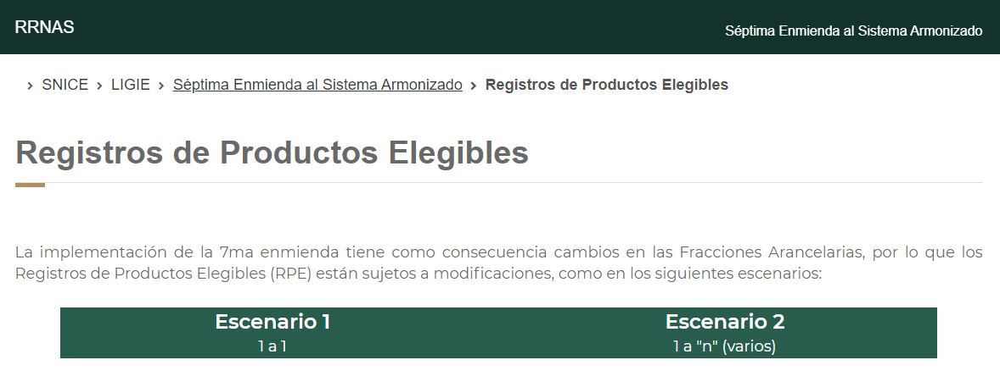 RRNAS
Séptima Enmienda al Sistema Armonizado
› SNICE › LIGIE › Séptima Enmienda al Sistema Armonizado › Registros de Productos Elegibles
Registros de Productos Elegibles
La implementación de la 7ma enmienda tiene como consecuencia cambios en las Fracciones Arancelarias, por lo que los
Registros de Productos Elegibles (RPE) están sujetos a modificaciones, como en los siguientes escenarios:
Escenario 1 Escenario 2
1 a 1 1 a "n" (varios)